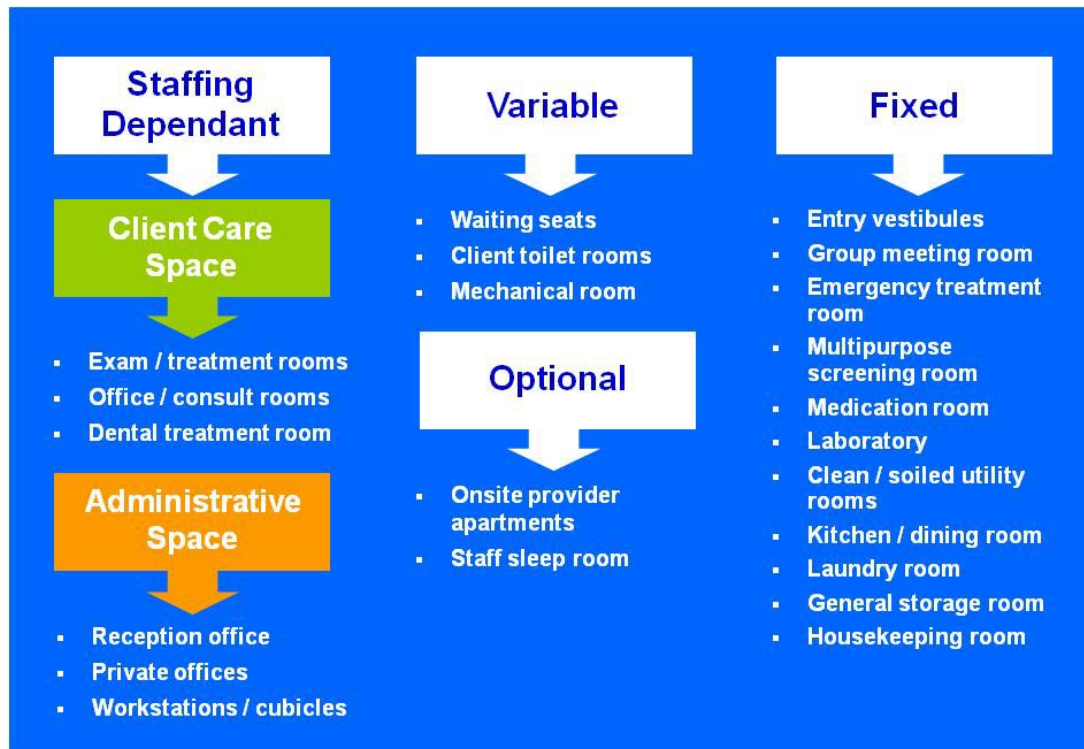 Staffing
Dependant
Client Care
Space
▪ Exam / treatment rooms
▪ Office / consult rooms
▪ Dental treatment room
Administrative
Space
▪ Reception office
▪ Private offices
▪ Workstations / cubicles
Variable
▪ Waiting seats
▪ Client toilet rooms
▪ Mechanical room
Optional
▪ Onsite provider
apartments
▪ Staff sleep room
Fixed
▪ Entry vestibules
▪ Group meeting room
▪ Emergency treatment
room
▪ Multipurpose
screening room
▪ Medication room
▪ Laboratory
▪ Clean / soiled utility
rooms
▪ Kitchen / dining room
▪ Laundry room
▪ General storage room
▪ Housekeeping room